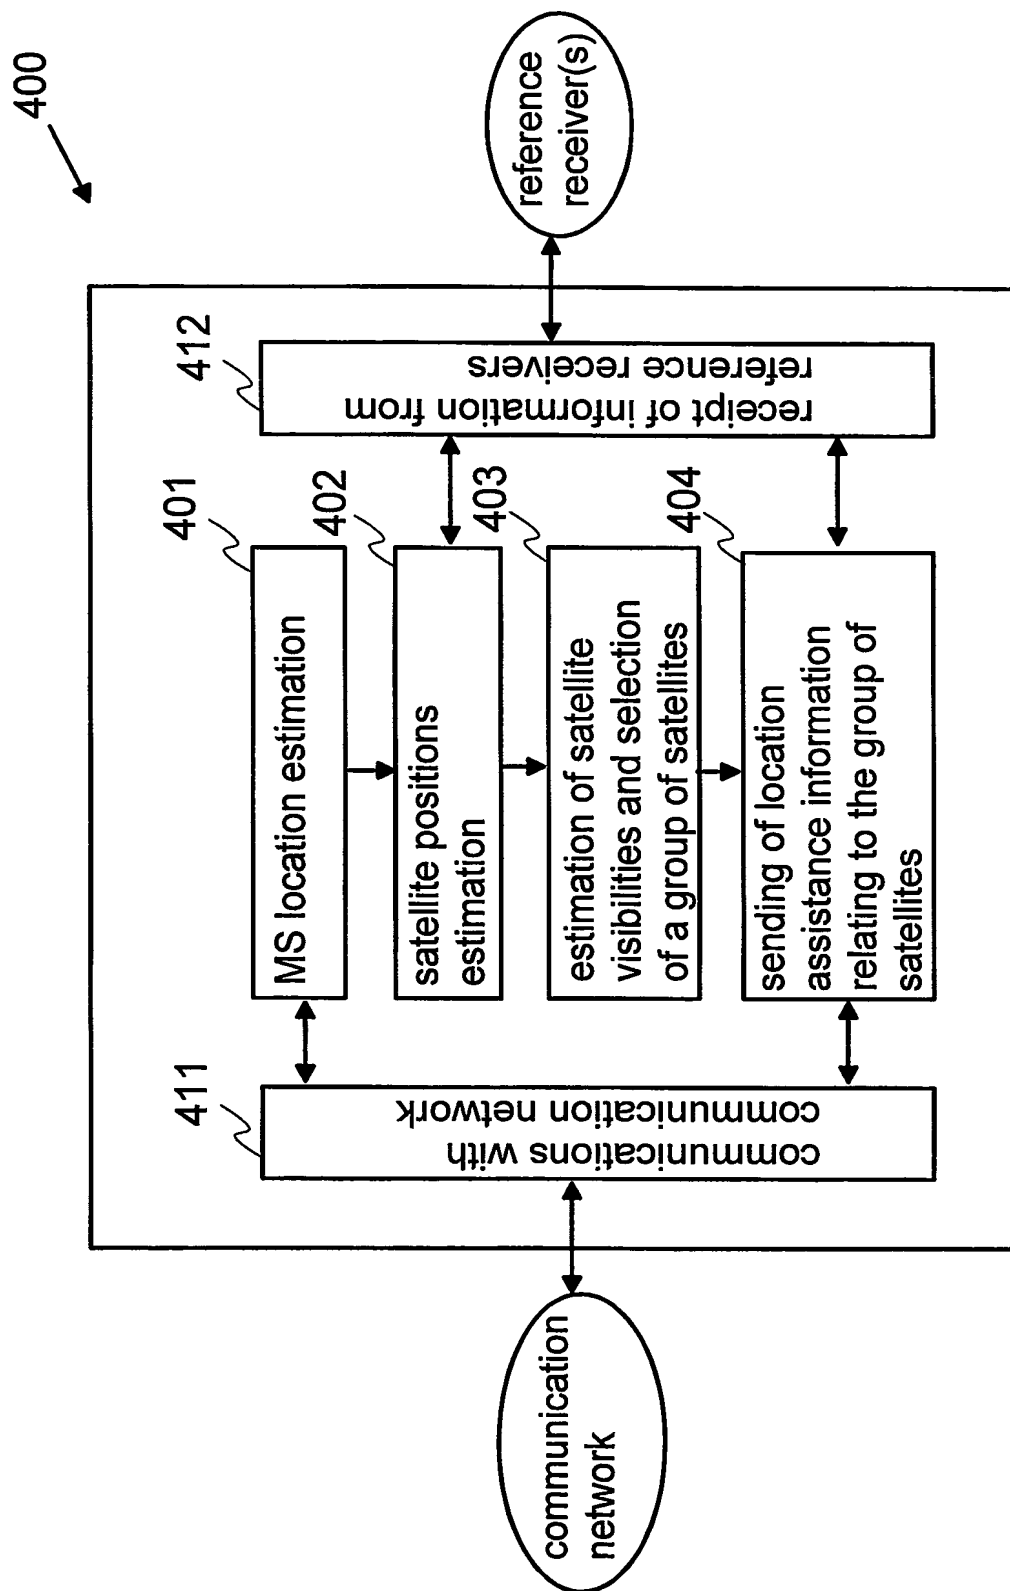 400
communication
network
411
communications with
communication network
401
MS location estimation
402
satellite positions
estimation
403
estimation of satellite
visibilities and selection
of a group of satellites
404
sending of location
assistance information
relating to the group of
satellites
412
receipt of information from
reference receivers
reference
receiver(s)